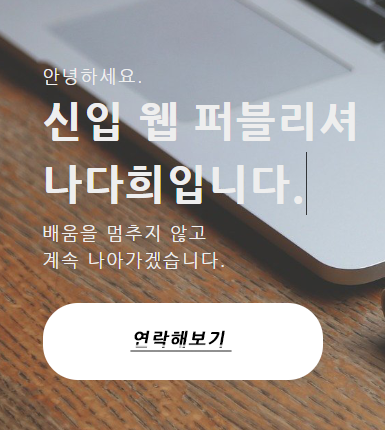 안녕하세요.
신입 웹 퍼블리셔
나다희입니다.
배움을 멈추지 않고
계속 나아가겠습니다.
연락해보기